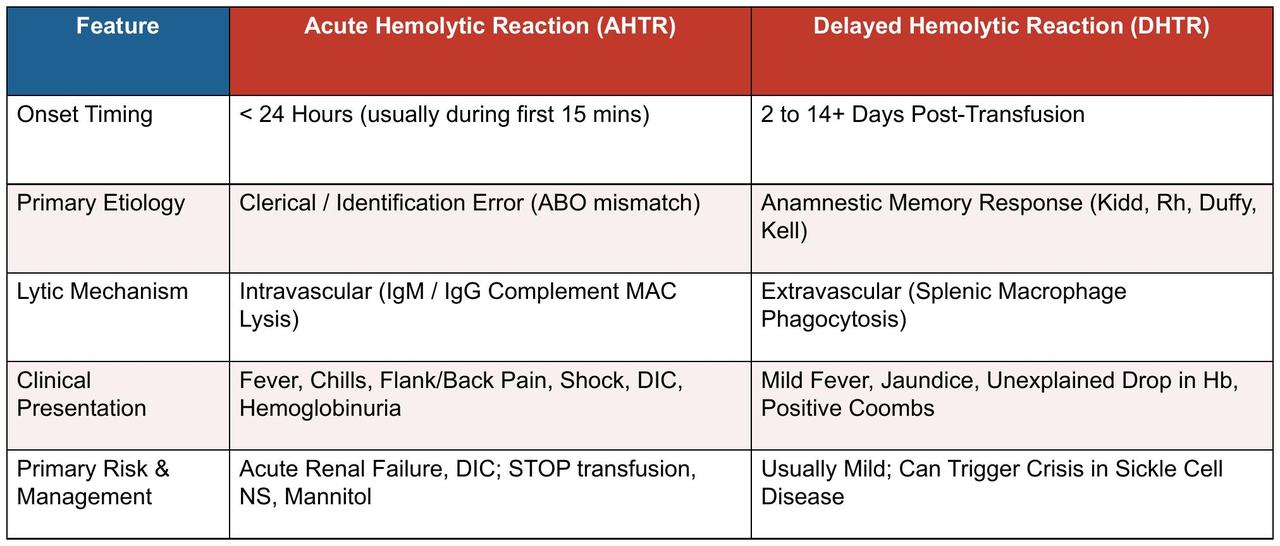 Feature
Acute Hemolytic Reaction (AHTR)
Delayed Hemolytic Reaction (DHTR)
Onset Timing
< 24 Hours (usually during first 15 mins)
2 to 14+ Days Post-Transfusion
Primary Etiology
Clerical / Identification Error (ABO mismatch)
Anamnestic Memory Response (Kidd, Rh, Duffy,
Kell)
Lytic Mechanism
Intravascular (IgM / IgG Complement MAC
Lysis)
Extravascular (Splenic Macrophage
Phagocytosis)
Clinical
Presentation
Fever, Chills, Flank/Back Pain, Shock, DIC,
Hemoglobinuria
Mild Fever, Jaundice, Unexplained Drop in Hb,
Positive Coombs
Primary Risk &
Management
Acute Renal Failure, DIC; STOP transfusion,
NS, Mannitol
Usually Mild; Can Trigger Crisis in Sickle Cell
Disease